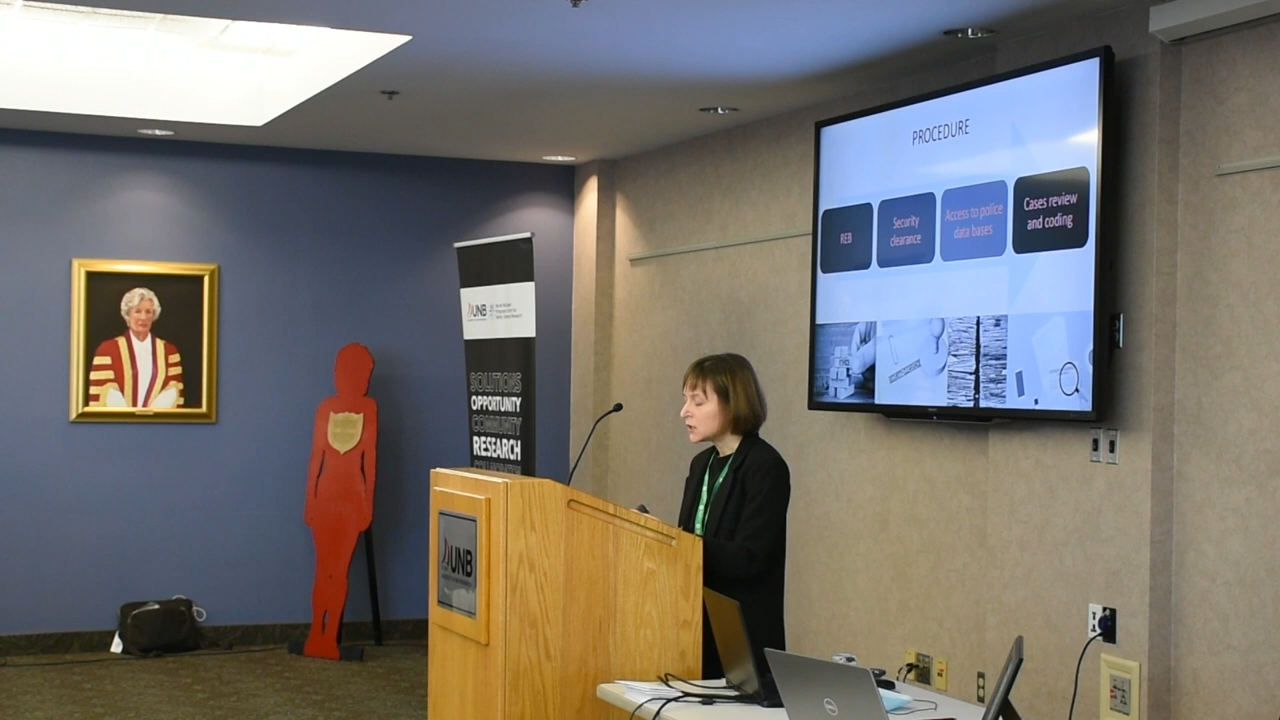 PROCEDURE
REB
Security
clearance
Access to police
data bases
Cases review
and coding
UNB
SOLUTIONS
OPPORTUNITY
COMMUNITY
RESEARCH
UNB
DELL